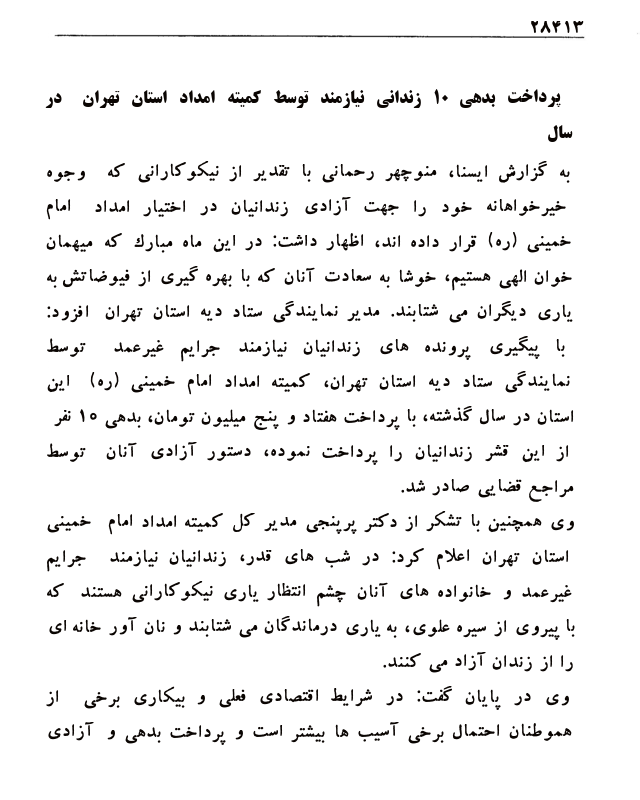 ۲۸۴۱۳
پرداخت بدهی ۱۰ زندانی نیازمند توسط کمیته امداد استان تهران در
سال
به گزارش ایسنا، منوچهر رحمانی با تقدیر از نیکوکارانی که وجوه
خیرخواهانه خود را جهت آزادی زندانیان در اختیار امداد امام
خمینی (ره) قرار داده اند، اظهار داشت: در این ماه مبارك که میهمان
خوان الهی هستیم، خوشا به سعادت آنان که با بهره گیری از فیوضاتش به
یاری دیگران می شتابند. مدیر نمایندگی ستاد دیه استان تهران افزود:
با پیگیری پرونده های زندانیان نیازمند جرایم غیرعمد توسط
نمایندگی ستاد دیه استان تهران، کمیته امداد امام خمینی (ره) این
استان در سال گذشته، با پرداخت هفتاد و پنج میلیون تومان، بدهی ۱۰ نفر
از این قشر زندانیان را پرداخت نموده، دستور آزادی آنان توسط
مراجع قضایی صادر شد.
وی همچنین با تشکر از دکتر پرپنجی مدیر کل کمیته امداد امام خمینی
استان تهران اعلام کرد: در شب های قدر، زندانیان نیازمند جرایم
غیرعمد و خانواده های آنان چشم انتظار یاری نیکوکارانی هستند که
با پیروی از سیره علوی، به یاری درماندگان می شتابند و نان آور خانه ای
را از زندان آزاد می کنند.
وی در پایان گفت: در شرایط اقتصادی فعلی و بیکاری برخی از
هموطنان احتمال برخی آسیب ها بیشتر است و پرداخت بدهی و آزادی